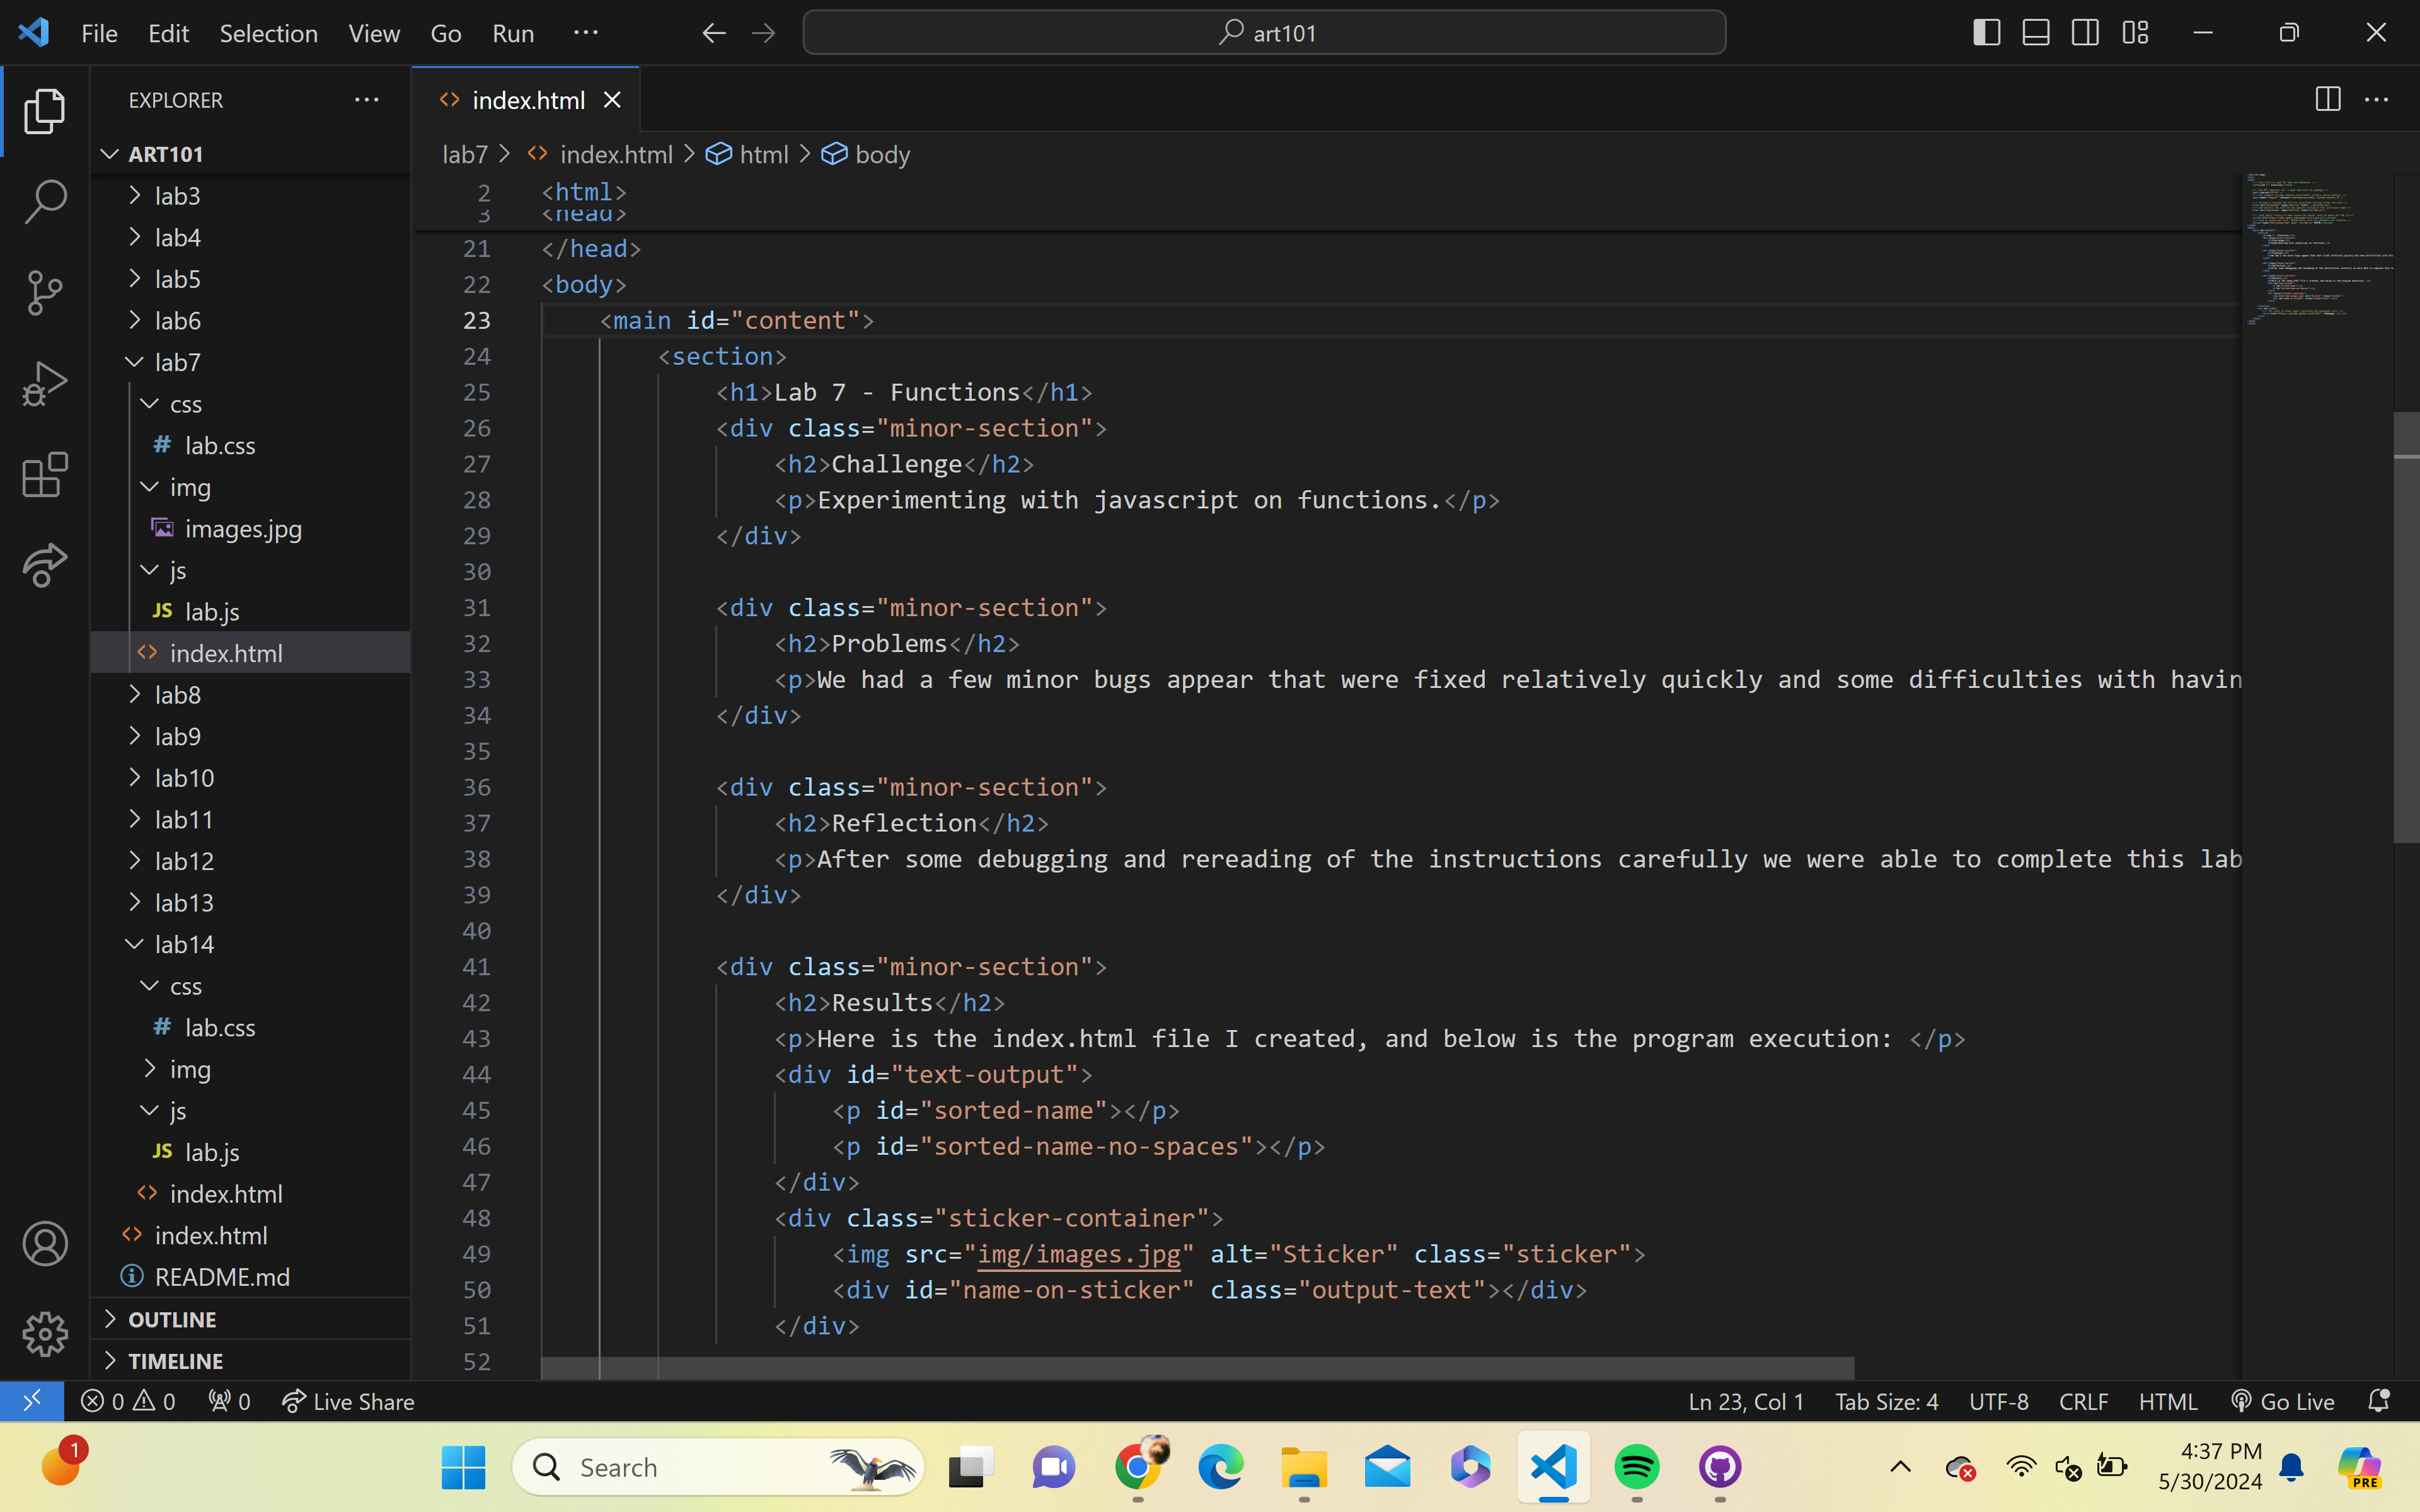 File Edit Selection View Go Run ··· art101
EXPLORER ···
index.html
ART101
lab7 > index.html > html > body
lab3
lab4
lab5
lab6
lab7
css
# lab.css
img
images.jpg
js
JS lab.js
index.html
lab8
lab9
lab10
lab11
lab12
lab13
lab14
css
# lab.css
img
js
JS lab.js
index.html
index.html
README.md
OUTLINE
TIMELINE
2 <html>
3 <head>
21 </head>
22 <body>
23 <main id="content">
24 <section>
25 <h1>Lab 7 - Functions</h1>
26 <div class="minor-section">
27 <h2>Challenge</h2>
28 <p>Experimenting with javascript on functions.</p>
29 </div>
30
31 <div class="minor-section">
32 <h2>Problems</h2>
33 <p>We had a few minor bugs appear that were fixed relatively quickly and some difficulties with havin
34 </div>
35
36 <div class="minor-section">
37 <h2>Reflection</h2>
38 <p>After some debugging and rereading of the instructions carefully we were able to complete this lab
39 </div>
40
41 <div class="minor-section">
42 <h2>Results</h2>
43 <p>Here is the index.html file I created, and below is the program execution: </p>
44 <div id="text-output">
45 <p id="sorted-name"></p>
46 <p id="sorted-name-no-spaces"></p>
47 </div>
48 <div class="sticker-container">
49 <img src="img/images.jpg" alt="Sticker" class="sticker">
50 <div id="name-on-sticker" class="output-text"></div>
51 </div>
52
0 0 0 Live Share Ln 23, Col 1 Tab Size: 4 UTF-8 CRLF HTML Go Live
1 Search 4:37 PM
5/30/2024
PRE